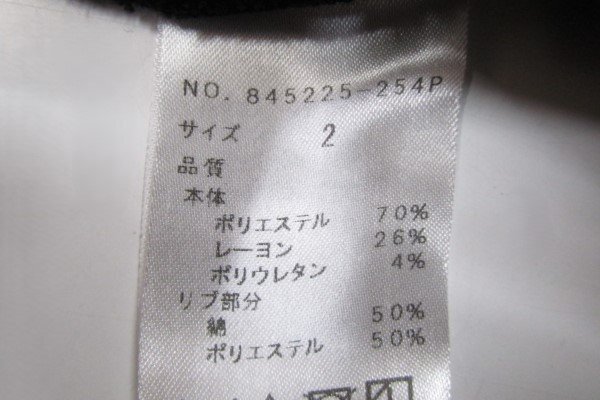 NO. 845225-254P
サイズ 2
品質
本体
ポリエステル 70%
レーヨン 26%
ポリウレタン 4%
リブ部分
綿 50%
ポリエステル 50%